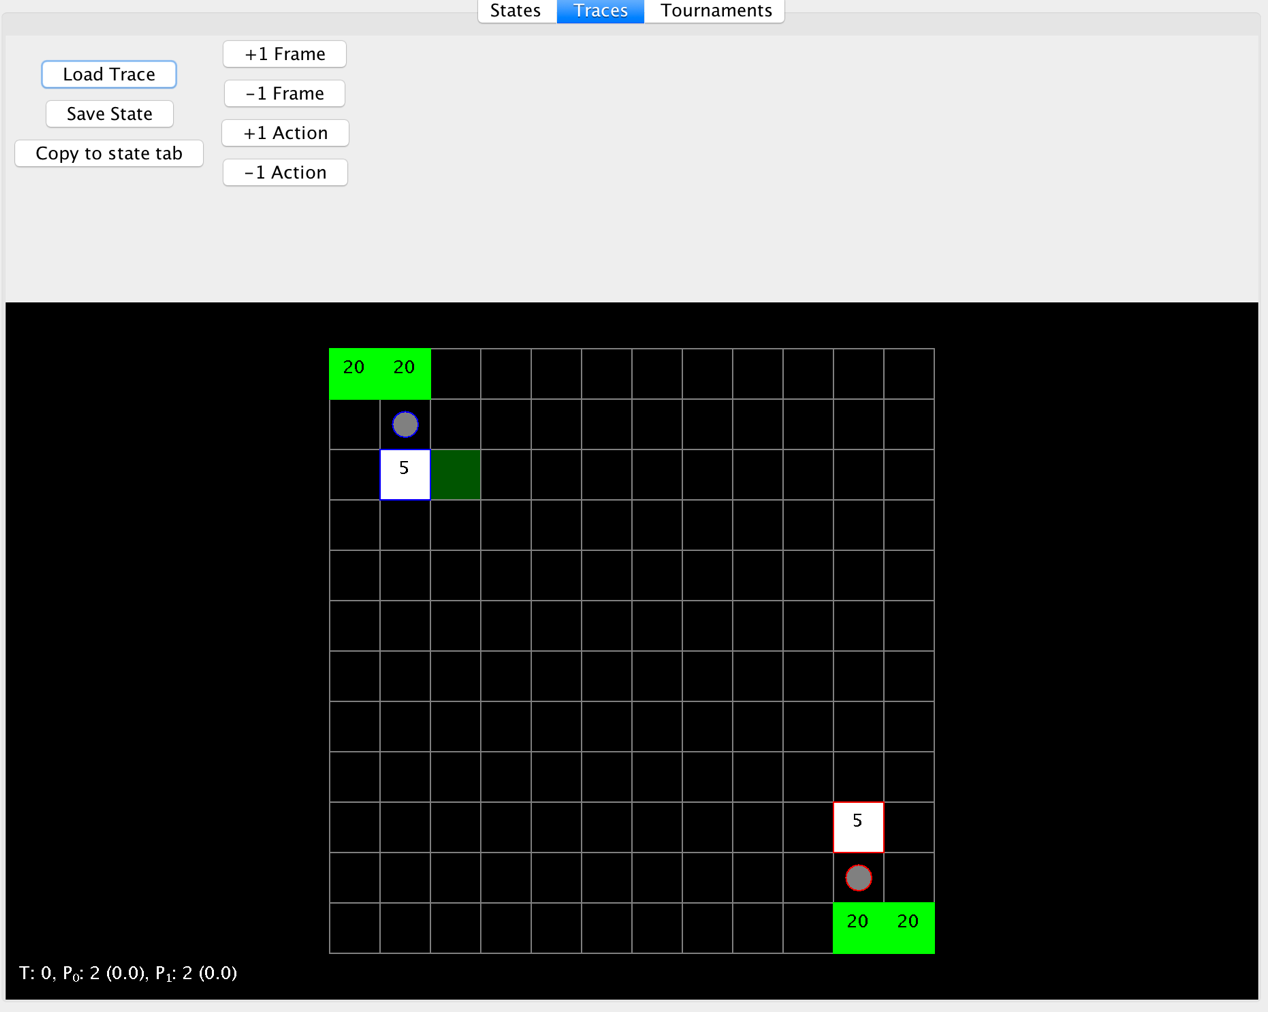 States Traces Tournaments
+1 Frame
Load Trace
-1 Frame
Save State
+1 Action
Copy to state tab
-1 Action
20 20
5
5
20 20
T: 0, P₀: 2 (0.0), P₁: 2 (0.0)